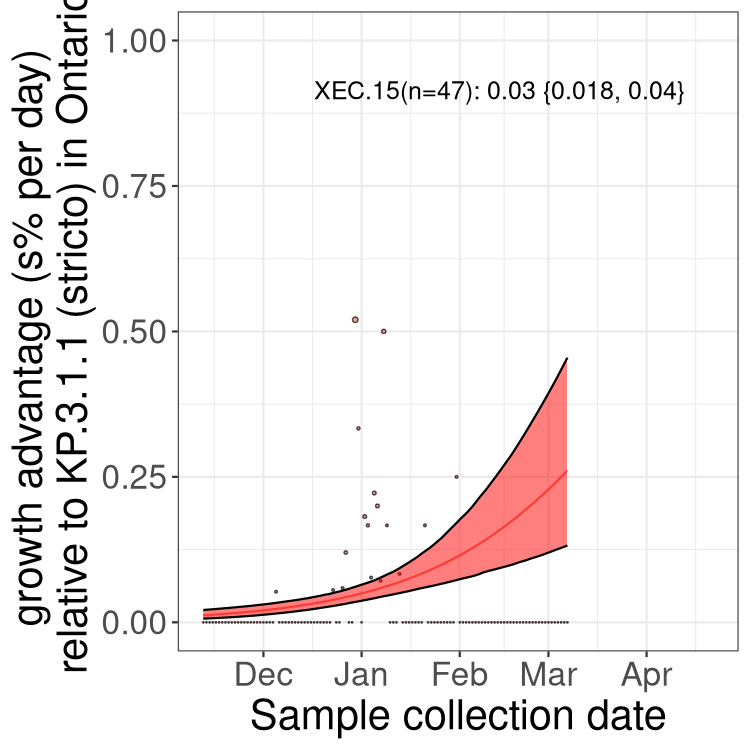 growth advantage (s% per day)
relative to KP.3.1.1 (stricto) in Ontario
1.00
XEC.15(n=47): 0.03 {0.018, 0.04}
0.75
0.50
0.25
0.00
Dec Jan Feb Mar Apr
Sample collection date